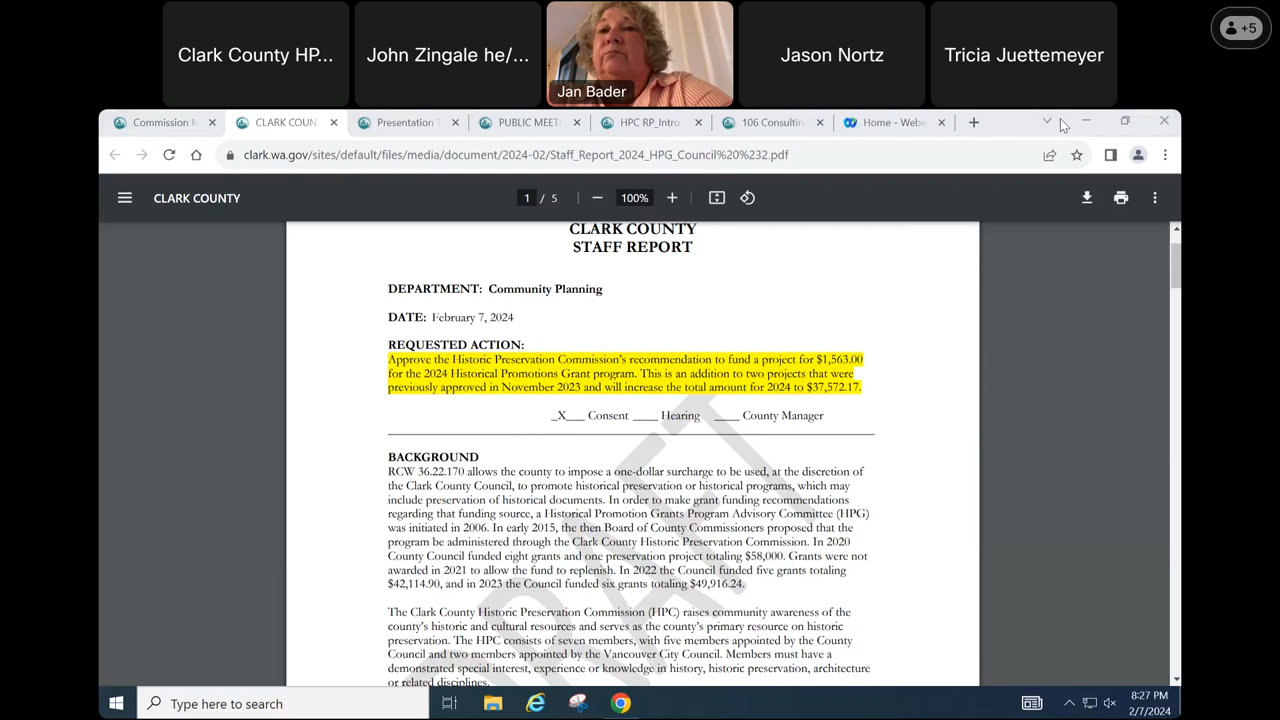 Clark County HP...
John Zingale he/...
Jan Bader
Jason Nortz
Tricia Juettemeyer
+5
Commission M
CLARK COUN
Presentation T
PUBLIC MEET
HPC RP_Intro
106 Consultin
Home - Webe
clark.wa.gov/sites/default/files/media/document/2024-02/Staff_Report_2024_HPG_Council%20%232.pdf
CLARK COUNTY
1 / 5
100%
CLARK COUNTY
STAFF REPORT
DEPARTMENT: Community Planning
DATE: February 7, 2024
REQUESTED ACTION:
Approve the Historic Preservation Commission's recommendation to fund a project for $1,563.00
for the 2024 Historical Promotions Grant program. This is an addition to two projects that were
previously approved in November 2023 and will increase the total amount for 2024 to $37,572.17.
_X___ Consent ____ Hearing ____ County Manager
BACKGROUND
RCW 36.22.170 allows the county to impose a one-dollar surcharge to be used, at the discretion of
the Clark County Council, to promote historical preservation or historical programs, which may
include preservation of historical documents. In order to make grant funding recommendations
regarding that funding source, a Historical Promotion Grants Program Advisory Committee (HPG)
was initiated in 2006. In early 2015, the then Board of County Commissioners proposed that the
program be administered through the Clark County Historic Preservation Commission. In 2020
County Council funded eight grants and one preservation project totaling $58,000. Grants were not
awarded in 2021 to allow the fund to replenish. In 2022 the Council funded five grants totaling
$42,114.90, and in 2023 the Council funded six grants totaling $49,916.24.
The Clark County Historic Preservation Commission (HPC) raises community awareness of the
county's historic and cultural resources and serves as the county's primary resource on historic
preservation. The HPC consists of seven members, with five members appointed by the County
Council and two members appointed by the Vancouver City Council. Members must have a
demonstrated special interest, experience or knowledge in history, historic preservation, architecture
or related disciplines.
DRAFT
Type here to search
8:27 PM
2/7/2024